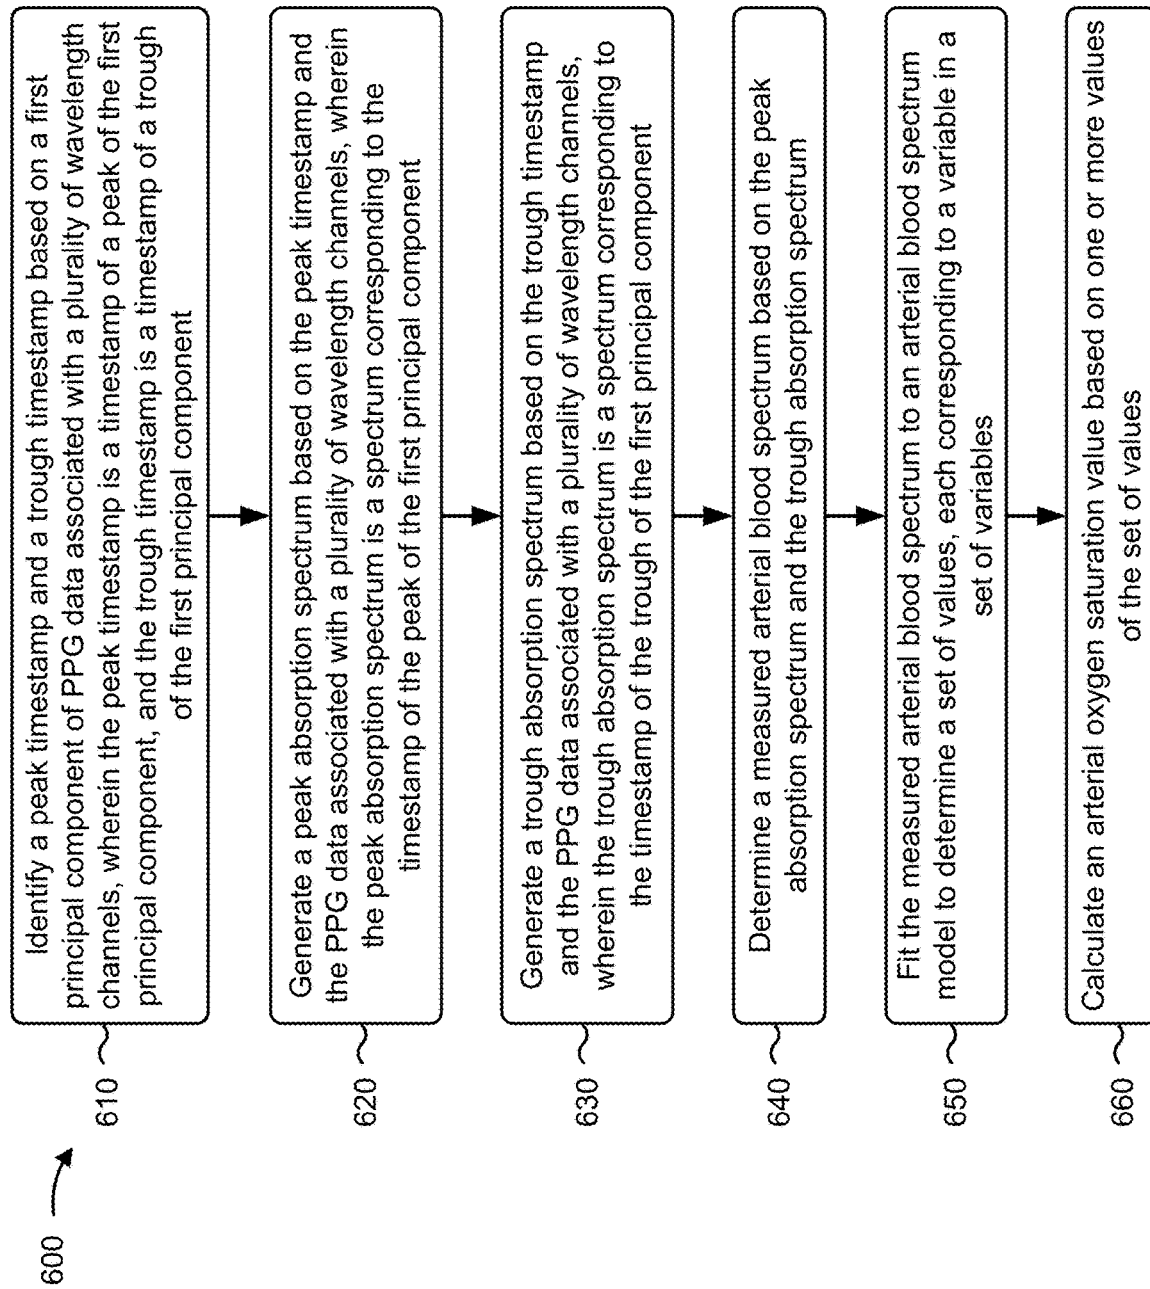 600
610
Identify a peak timestamp and a trough timestamp based on a first
principal component of PPG data associated with a plurality of wavelength
channels, wherein the peak timestamp is a timestamp of a peak of the first
principal component, and the trough timestamp is a timestamp of a trough
of the first principal component
620
Generate a peak absorption spectrum based on the peak timestamp and
the PPG data associated with a plurality of wavelength channels, wherein
the peak absorption spectrum is a spectrum corresponding to the
timestamp of the peak of the first principal component
630
Generate a trough absorption spectrum based on the trough timestamp
and the PPG data associated with a plurality of wavelength channels,
wherein the trough absorption spectrum is a spectrum corresponding to
the timestamp of the trough of the first principal component
640
Determine a measured arterial blood spectrum based on the peak
absorption spectrum and the trough absorption spectrum
650
Fit the measured arterial blood spectrum to an arterial blood spectrum
model to determine a set of values, each corresponding to a variable in a
set of variables
660
Calculate an arterial oxygen saturation value based on one or more values
of the set of values